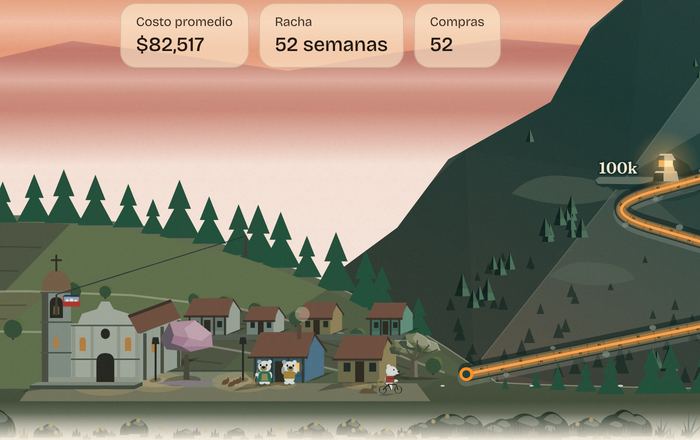 Costo promedio
$82,517
Racha
52 semanas
Compras
52
100k